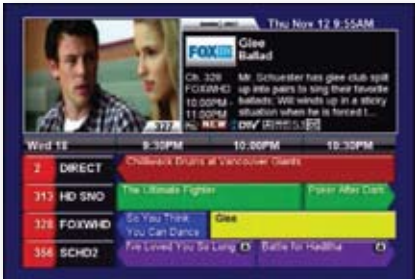 Thu Nov 12 9:55AM
FOX
Glee
Ballad
Ch. 328
FOXWHD
10:00PM -
11:00PM
Mr. Schuester has glee club split
up into pairs to sing their favorite
ballads; Will winds up in a sticky
situation when he is forced t...
NEW
327
Wed 18 9:30PM 10:00PM 10:30PM
2 DIRECT Chilliwack Bruins at Vancouver Giants
313 HD SNO The Ultimate Fighter Poker After Dark
328 FOXWHD So You Think
You Can Dance Glee
356 SCHD2 I've Loved You So Long Battle for Haditha